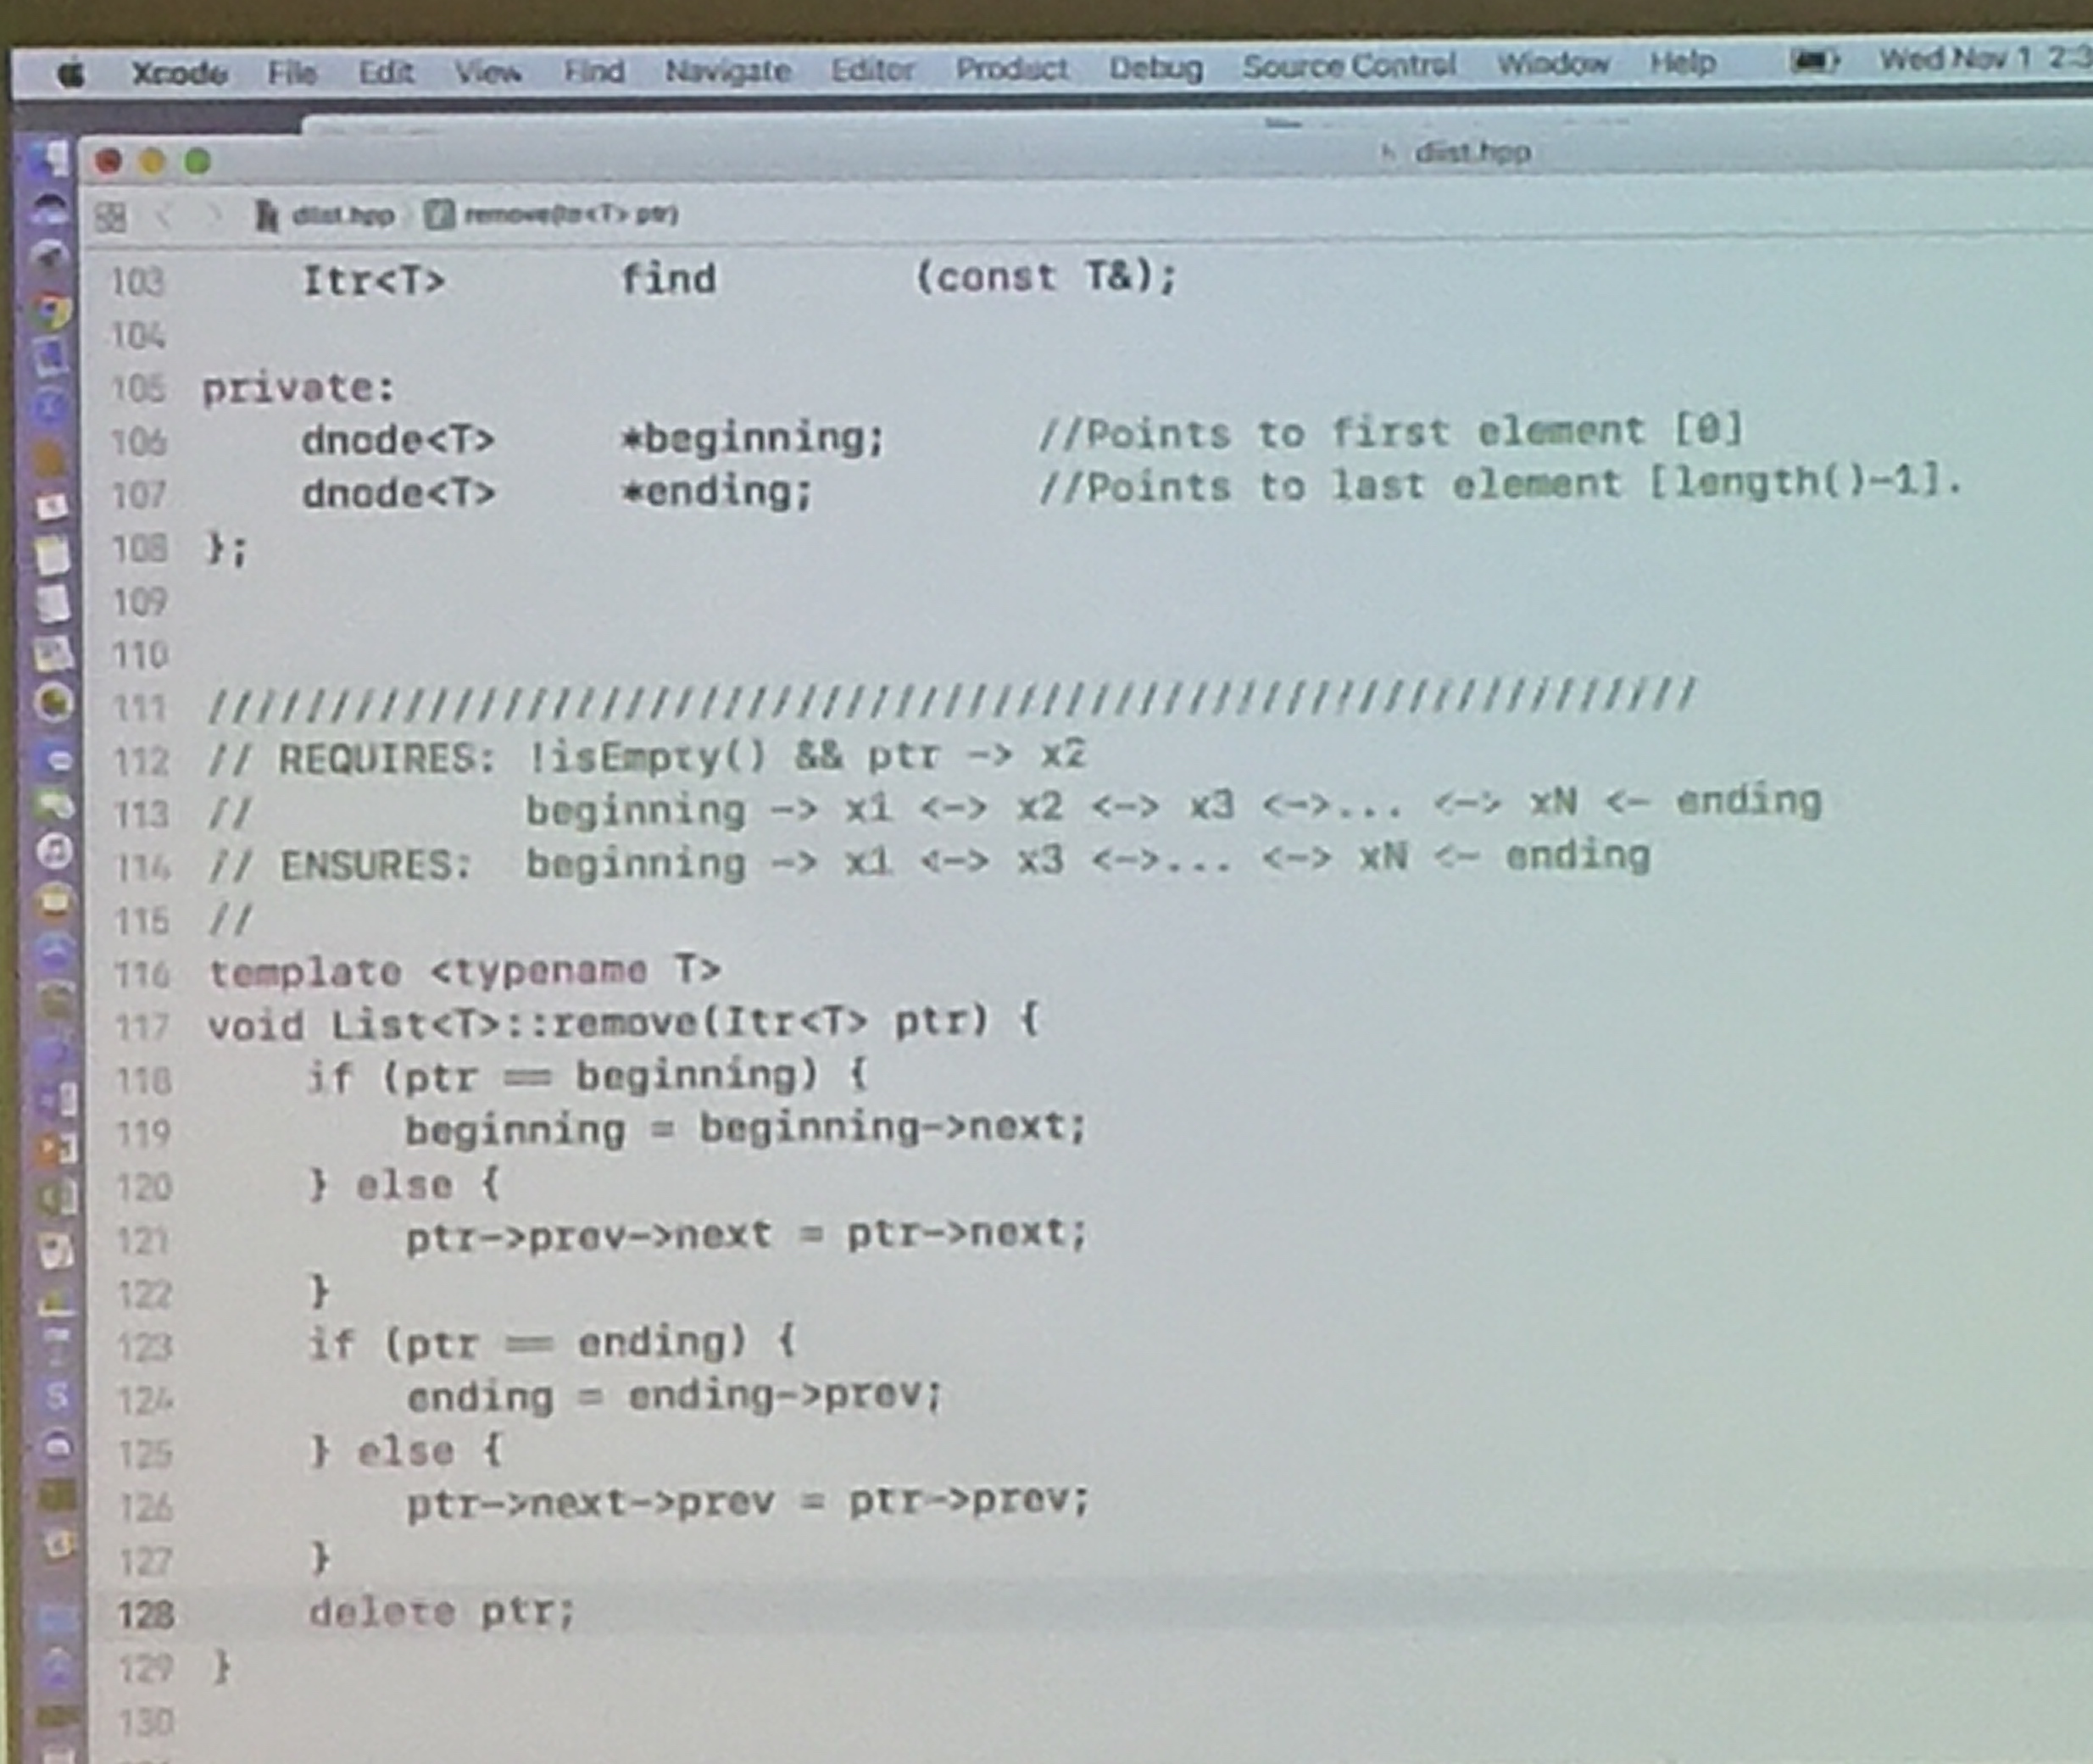 Xcode File Edit View Find Navigate Editor Product Debug Source Control Window Help Wed Nov 1 2:3
dlist.hpp
dlist.hpp remove(Itr<T> ptr)
103 Itr<T> find (const T&);
104
105 private:
106 dnode<T> *beginning; //Points to first element [0]
107 dnode<T> *ending; //Points to last element [length()-1].
108 };
109
110
111 /////////////////////////////////////////////////////////////
112 // REQUIRES: !isEmpty() && ptr -> x2
113 // beginning -> x1 <-> x2 <-> x3 <->... <-> xN <- ending
114 // ENSURES: beginning -> x1 <-> x3 <->... <-> xN <- ending
115 //
116 template <typename T>
117 void List<T>::remove(Itr<T> ptr) {
118 if (ptr == beginning) {
119 beginning = beginning->next;
120 } else {
121 ptr->prev->next = ptr->next;
122 }
123 if (ptr == ending) {
124 ending = ending->prev;
125 } else {
126 ptr->next->prev = ptr->prev;
127 }
128 delete ptr;
129 }
130